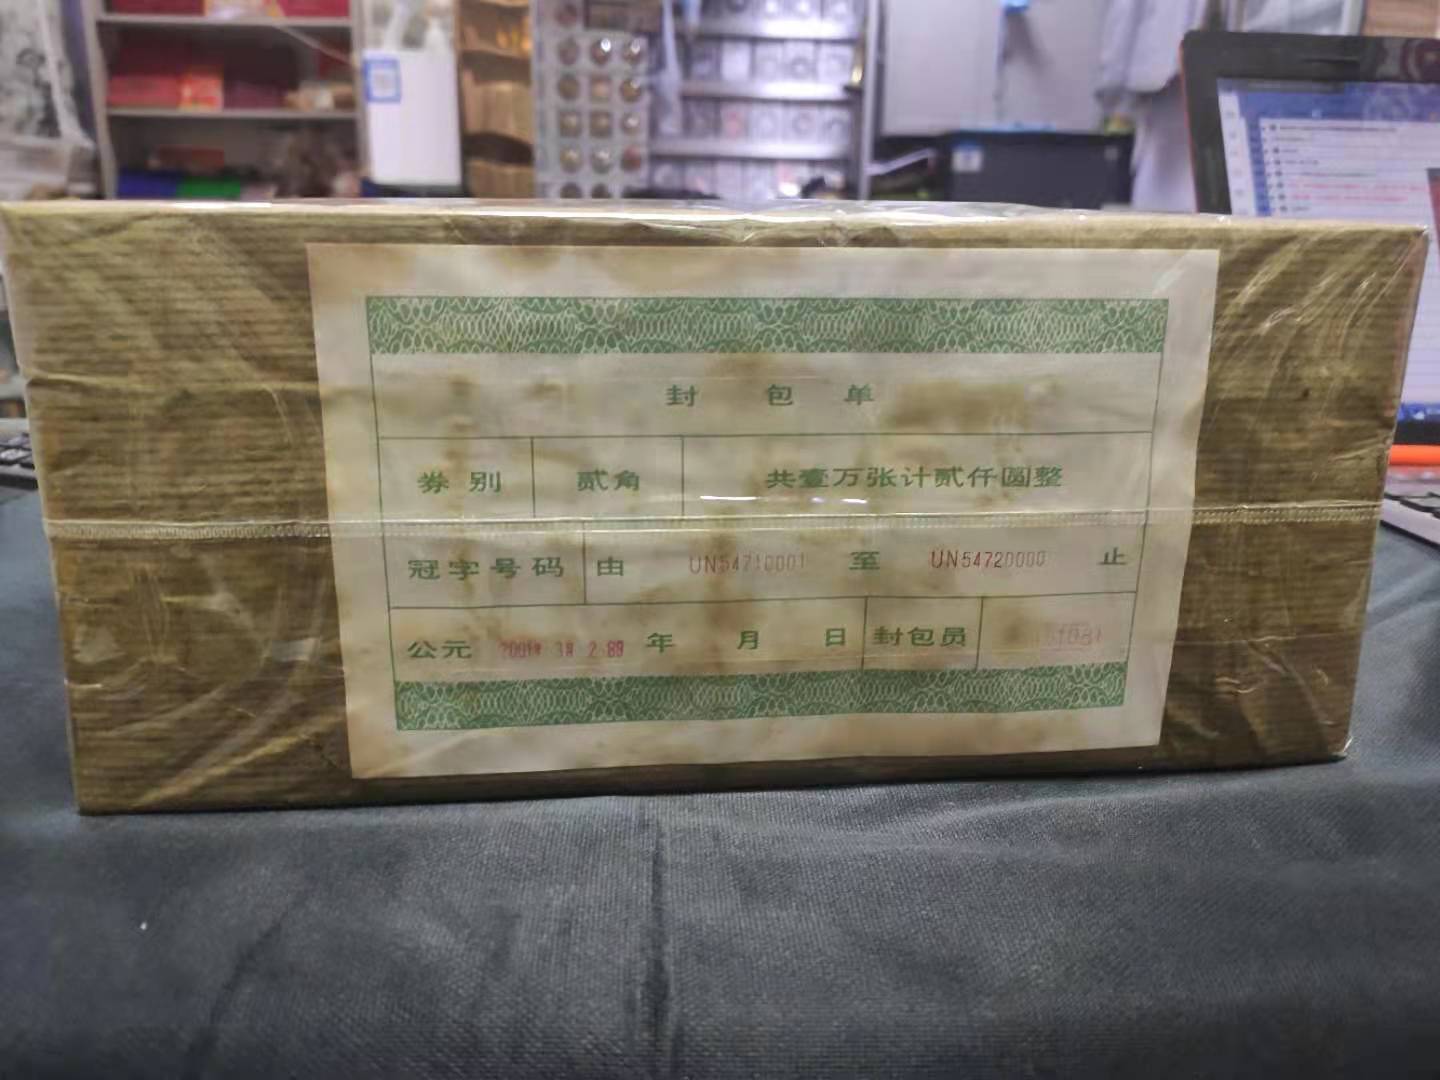 封 包 单
券 别 贰角 共壹万张计贰仟圆整
冠字号码 由 UN54710001 至 UN54720000 止
公元 年 月 日 封包员